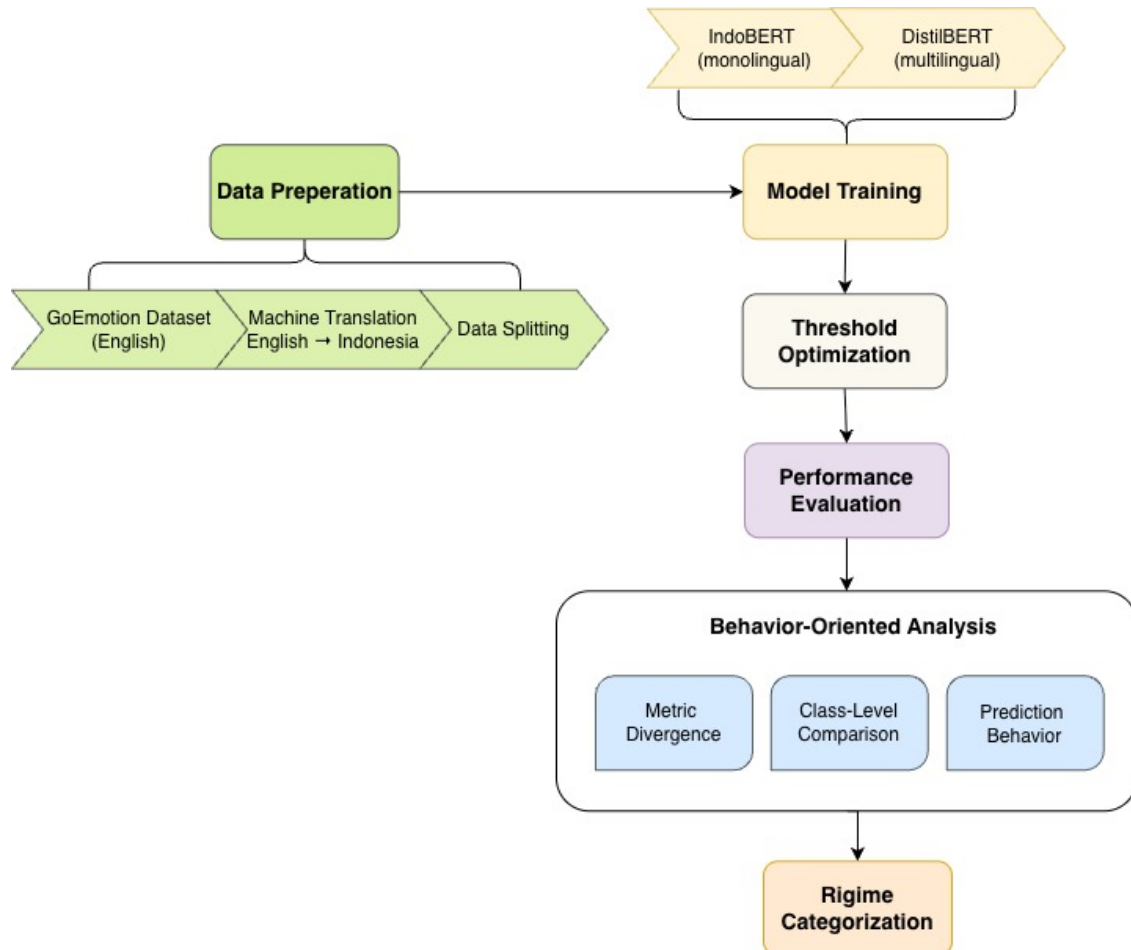 IndoBERT
(monolingual)
DistilBERT
(multilingual)
Data Preperation
Model Training
GoEmotion Dataset
(English)
Machine Translation
English → Indonesia
Data Splitting
Threshold
Optimization
Performance
Evaluation
Behavior-Oriented Analysis
Metric
Divergence
Class-Level
Comparison
Prediction
Behavior
Rigime
Categorization